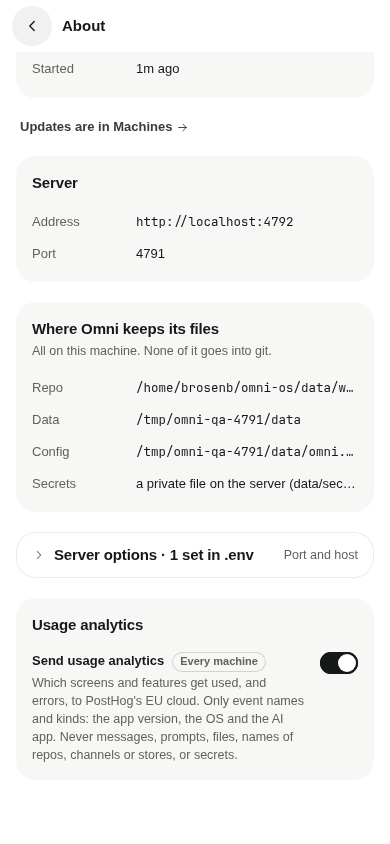 About
Started 1m ago
Updates are in Machines →
Server
Address http://localhost:4792
Port 4791
Where Omni keeps its files
All on this machine. None of it goes into git.
Repo /home/brosenb/omni-os/data/w…
Data /tmp/omni-qa-4791/data
Config /tmp/omni-qa-4791/data/omni.…
Secrets a private file on the server (data/sec…
Server options · 1 set in .env Port and host
Usage analytics
Send usage analytics Every machine
Which screens and features get used, and
errors, to PostHog's EU cloud. Only event names
and kinds: the app version, the OS and the AI
app. Never messages, prompts, files, names of
repos, channels or stores, or secrets.